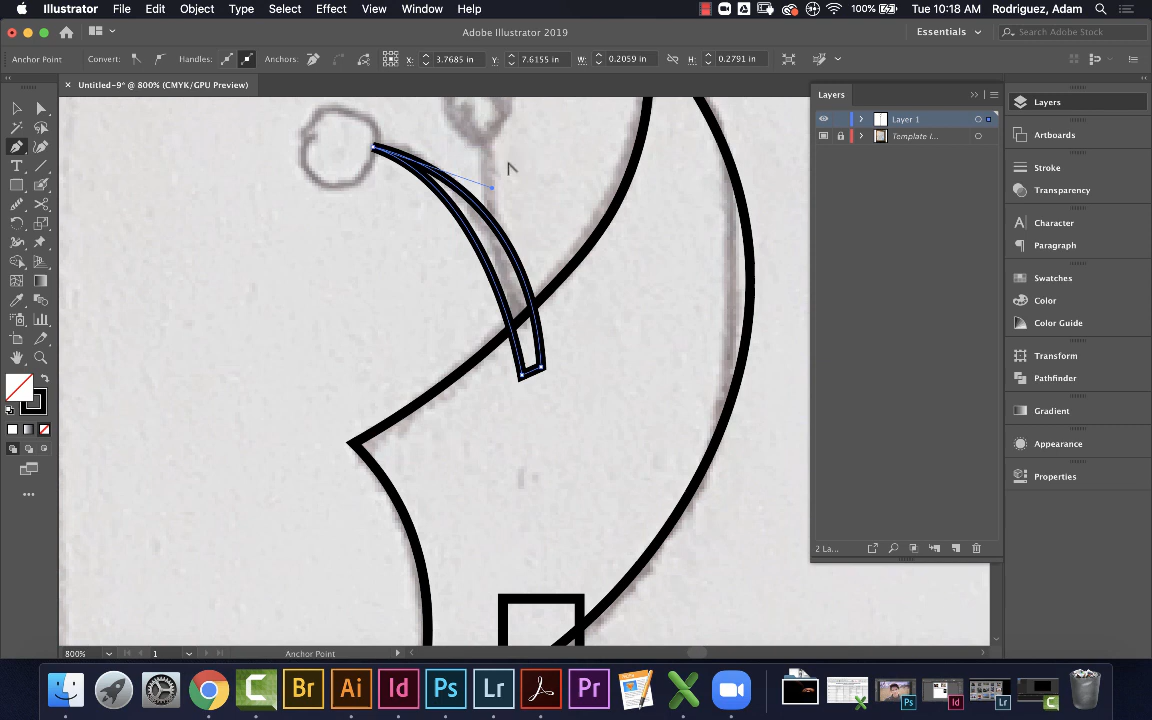 Illustrator File Edit Object Type Select Effect View Window Help 100% Tue 10:18 AM Rodriguez, Adam
Adobe Illustrator 2019 Essentials Search Adobe Stock
Anchor Point Convert: Handles: Anchors: X: 3.7685 in Y: 7.6155 in W: 0.2059 in H: 0.2791 in
× Untitled-9* @ 800% (CMYK/GPU Preview)
Layers
Layer 1
Template I...
2 La...
Layers
Artboards
Stroke
Transparency
Character
Paragraph
Swatches
Color
Color Guide
Transform
Pathfinder
Gradient
Appearance
Properties
800% 1 Anchor Point
Br Ai Id Ps Lr Pr Ps Id Lr